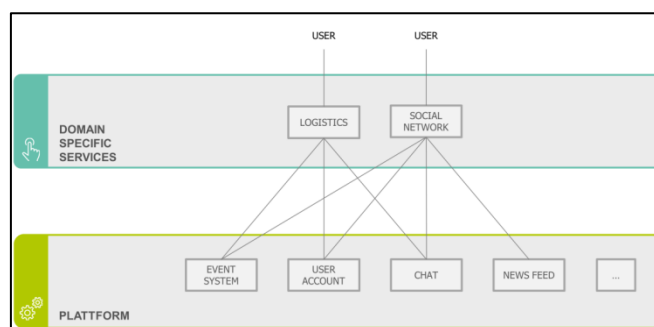 USER
USER
LOGISTICS
SOCIAL
NETWORK
DOMAIN
SPECIFIC
SERVICES
EVENT
SYSTEM
USER
ACCOUNT
CHAT
NEWS FEED
...
PLATTFORM